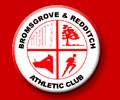 BROMSGROVE & REDDITCH
ATHLETIC CLUB